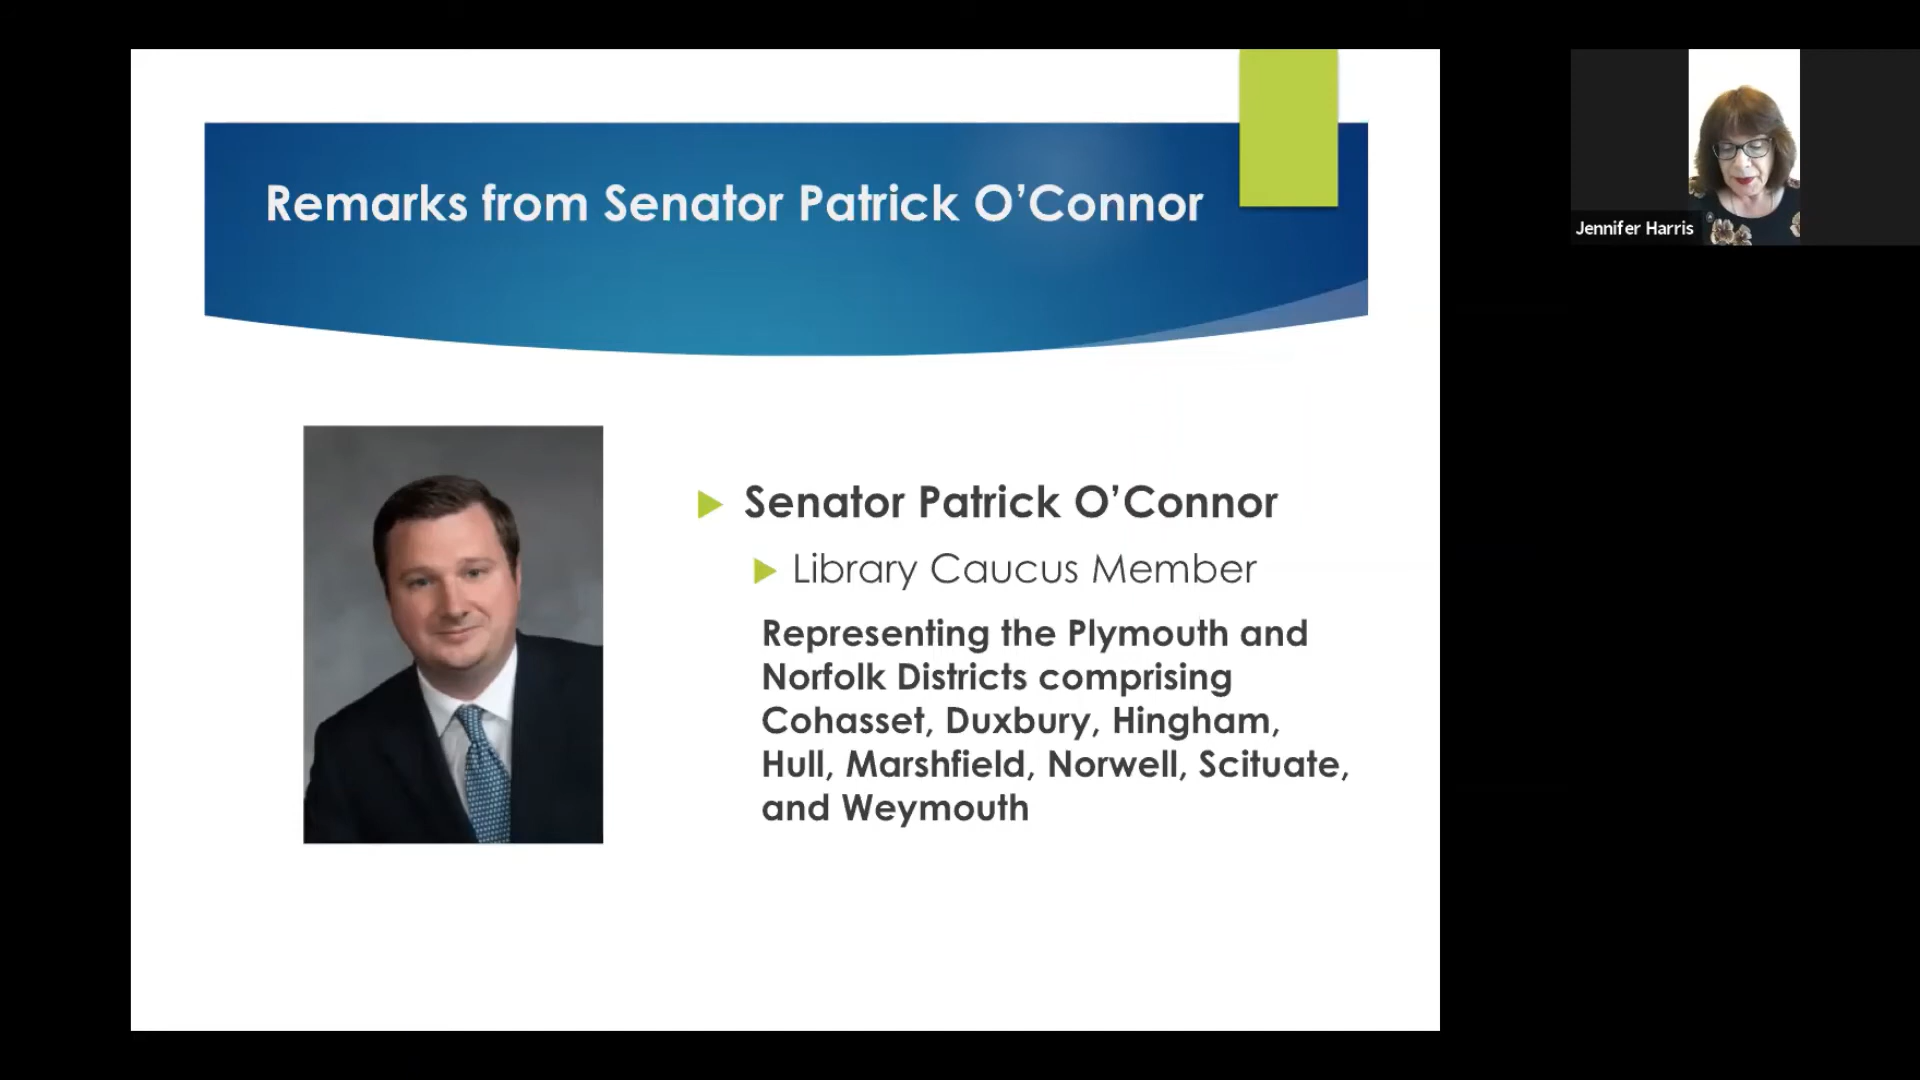 Remarks from Senator Patrick O’Connor
Senator Patrick O’Connor
Library Caucus Member
Representing the Plymouth and
Norfolk Districts comprising
Cohasset, Duxbury, Hingham,
Hull, Marshfield, Norwell, Scituate,
and Weymouth
Jennifer Harris